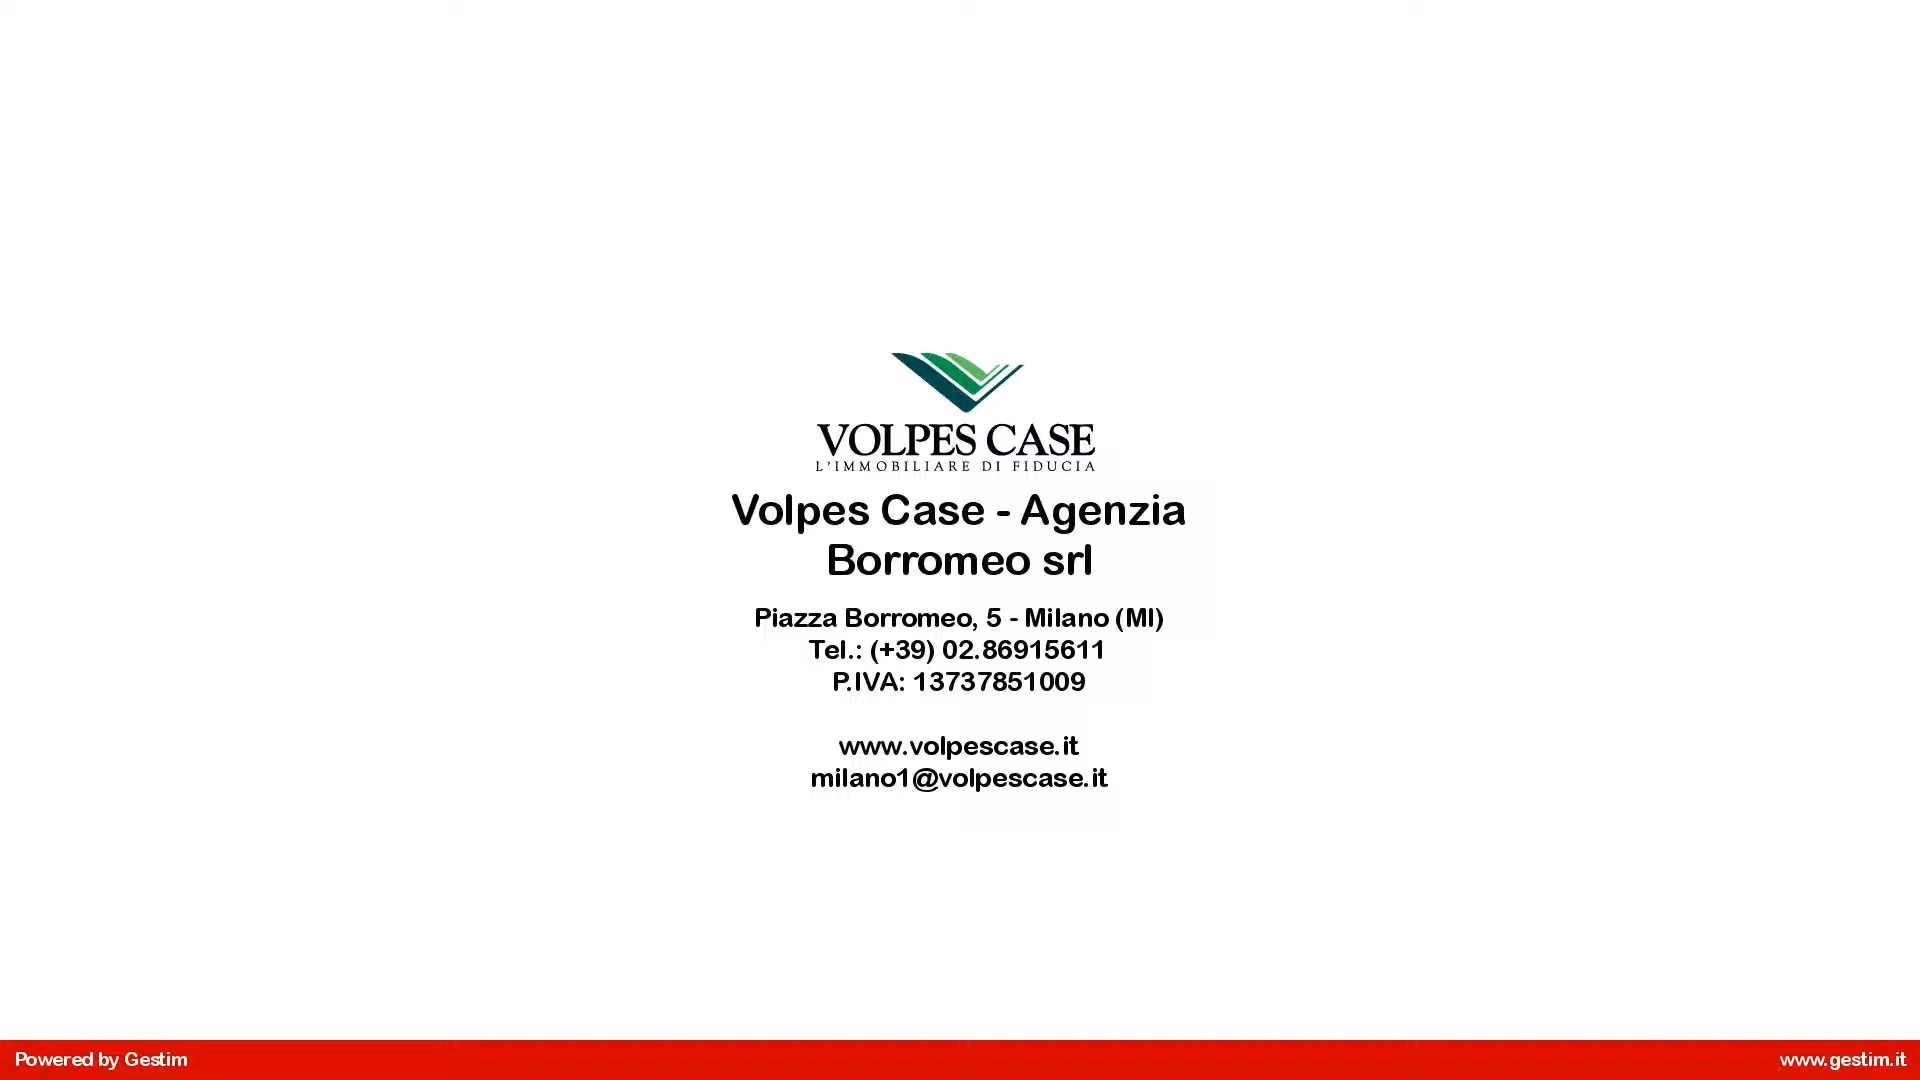 VOLPES CASE
L'IMMOBILIARE DI FIDUCIA
Volpes Case - Agenzia
Borromeo srl
Piazza Borromeo, 5 - Milano (MI)
Tel.: (+39) 02.86915611
P.IVA: 13737851009
www.volpescase.it
milano1@volpescase.it
Powered by Gestim
www.gestim.it